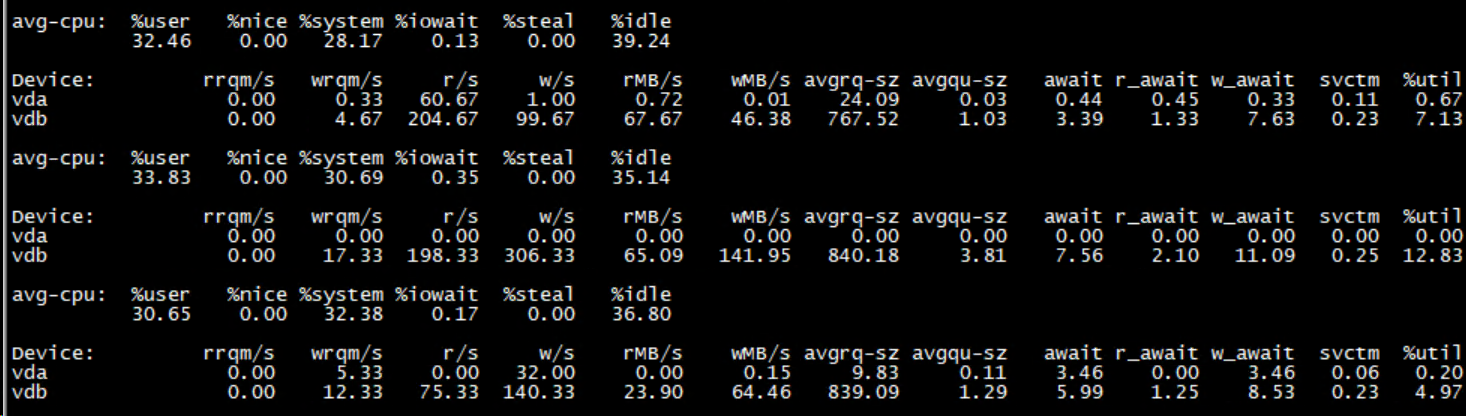 avg-cpu: %user %nice %system %iowait %steal %idle
32.46 0.00 28.17 0.13 0.00 39.24
Device: rrqm/s wrqm/s r/s w/s rMB/s wMB/s avgrq-sz avgqu-sz await r_await w_await svctm %util
vda 0.00 0.33 60.67 1.00 0.72 0.01 24.09 0.03 0.44 0.45 0.33 0.11 0.67
vdb 0.00 4.67 204.67 99.67 67.67 46.38 767.52 1.03 3.39 1.33 7.63 0.23 7.13
avg-cpu: %user %nice %system %iowait %steal %idle
33.83 0.00 30.69 0.35 0.00 35.14
Device: rrqm/s wrqm/s r/s w/s rMB/s wMB/s avgrq-sz avgqu-sz await r_await w_await svctm %util
vda 0.00 0.00 0.00 0.00 0.00 0.00 0.00 0.00 0.00 0.00 0.00 0.00 0.00
vdb 0.00 17.33 198.33 306.33 65.09 141.95 840.18 3.81 7.56 2.10 11.09 0.25 12.83
avg-cpu: %user %nice %system %iowait %steal %idle
30.65 0.00 32.38 0.17 0.00 36.80
Device: rrqm/s wrqm/s r/s w/s rMB/s wMB/s avgrq-sz avgqu-sz await r_await w_await svctm %util
vda 0.00 5.33 0.00 32.00 0.00 0.15 9.83 0.11 3.46 0.00 3.46 0.06 0.20
vdb 0.00 12.33 75.33 140.33 23.90 64.46 839.09 1.29 5.99 1.25 8.53 0.23 4.97